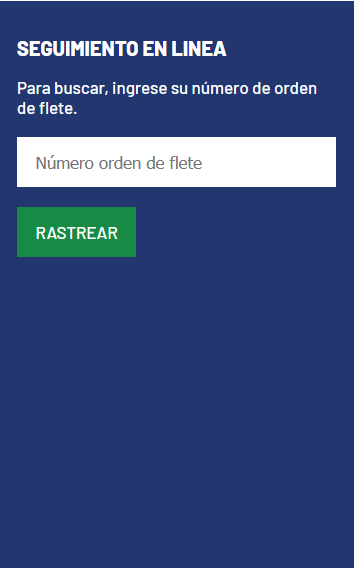 SEGUIMIENTO EN LINEA
Para buscar, ingrese su número de orden
de flete.
Número orden de flete
RASTREAR